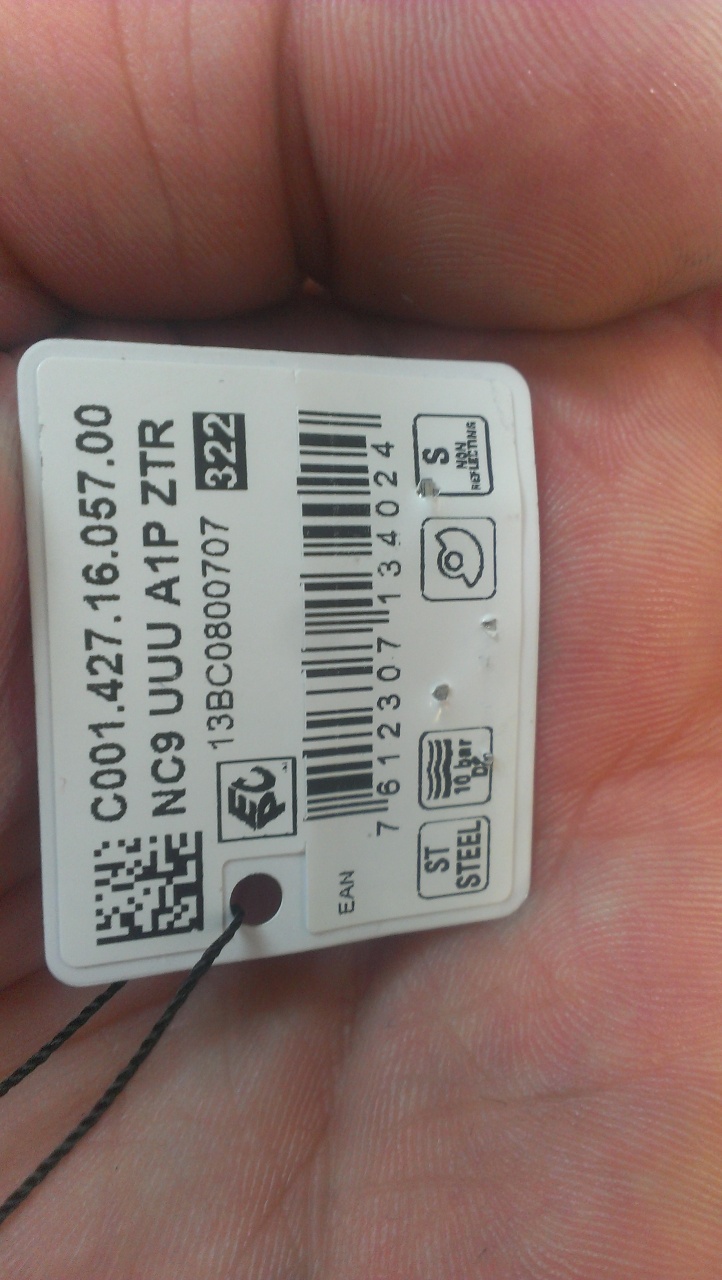 C001.427.16.057.00
NC9 UUU A1P ZTR
13BC0800707 322
EPC
EAN
7 612307 134024
ST STEEL
10 bar
S
NON
REFLECTING